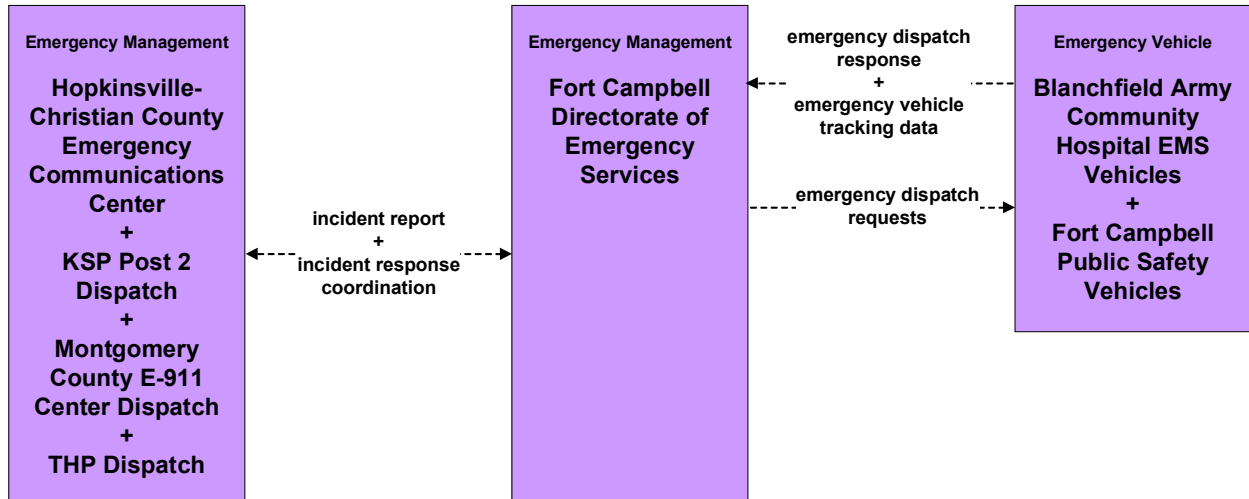 Emergency Management
Hopkinsville-
Christian County
Emergency
Communications
Center
+
KSP Post 2
Dispatch
+
Montgomery
County E-911
Center Dispatch
+
THP Dispatch
incident report
+
incident response
coordination
Emergency Management
Fort Campbell
Directorate of
Emergency
Services
emergency dispatch
response
+
emergency vehicle
tracking data
emergency dispatch
requests
Emergency Vehicle
Blanchfield Army
Community
Hospital EMS
Vehicles
+
Fort Campbell
Public Safety
Vehicles